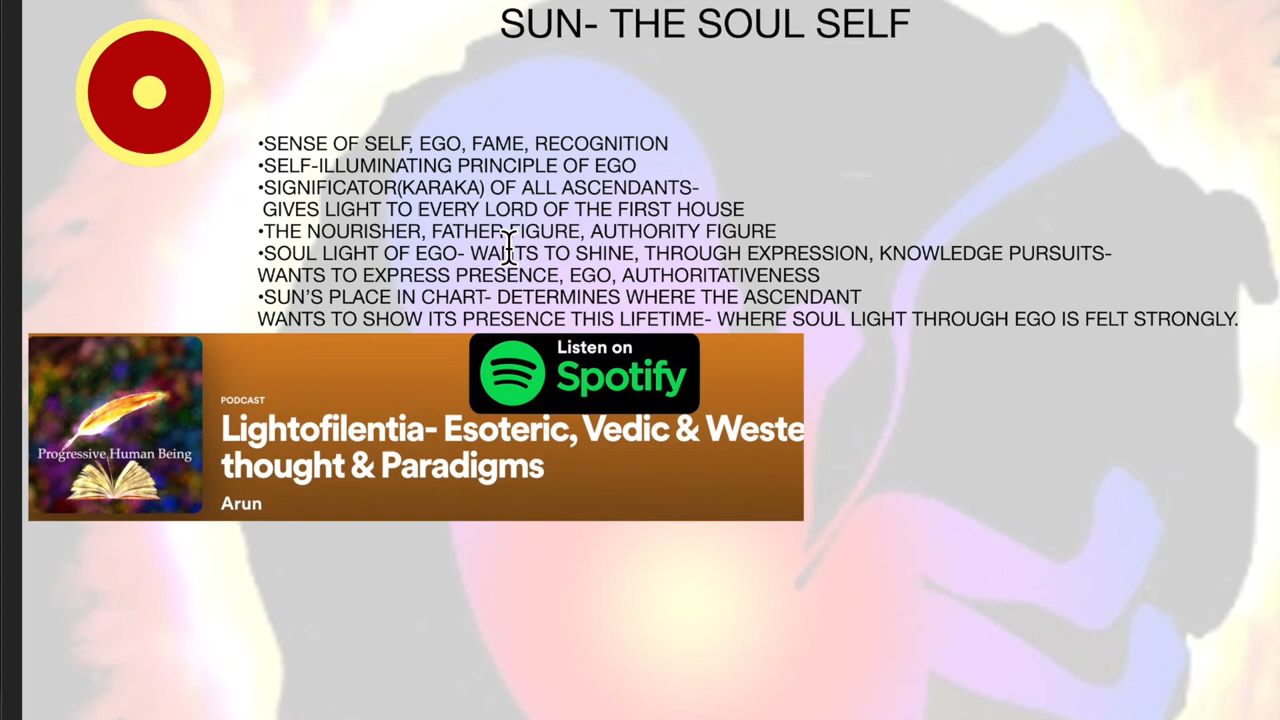 SUN- THE SOUL SELF
•SENSE OF SELF, EGO, FAME, RECOGNITION
•SELF-ILLUMINATING PRINCIPLE OF EGO
•SIGNIFICATOR(KARAKA) OF ALL ASCENDANTS-
GIVES LIGHT TO EVERY LORD OF THE FIRST HOUSE
•THE NOURISHER, FATHER FIGURE, AUTHORITY FIGURE
•SOUL LIGHT OF EGO- WANTS TO SHINE, THROUGH EXPRESSION, KNOWLEDGE PURSUITS-
WANTS TO EXPRESS PRESENCE, EGO, AUTHORITATIVENESS
•SUN'S PLACE IN CHART- DETERMINES WHERE THE ASCENDANT
WANTS TO SHOW ITS PRESENCE THIS LIFETIME- WHERE SOUL LIGHT THROUGH EGO IS FELT STRONGLY.
Listen on
Spotify
PODCAST
Lightofilentia- Esoteric, Vedic & Weste
thought & Paradigms
Arun
Progressive Human Being